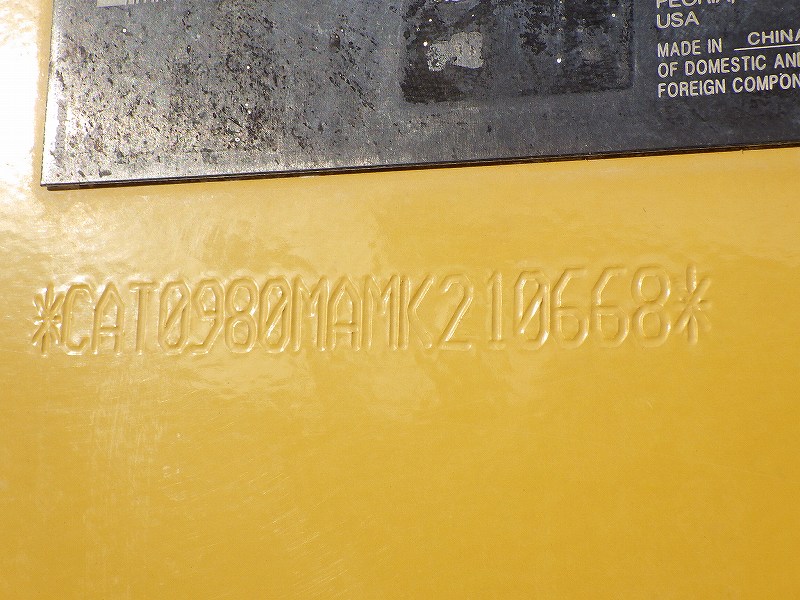 PEORIA,
USA
MADE IN CHINA
OF DOMESTIC AND
FOREIGN COMPON
*CAT0980MAMK210668*